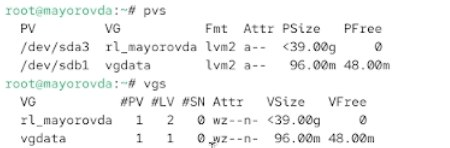 root@mayorovda:~# pvs
  PV         VG           Fmt  Attr PSize   PFree
  /dev/sda3  rl_mayorovda lvm2 a--  <39.00g     0
  /dev/sdb1  vgdata       lvm2 a--   96.00m 48.00m
root@mayorovda:~# vgs
  VG           #PV #LV #SN Attr   VSize   VFree
  rl_mayorovda   1   2   0 wz--n- <39.00g     0
  vgdata         1   1   0 wz--n-  96.00m 48.00m